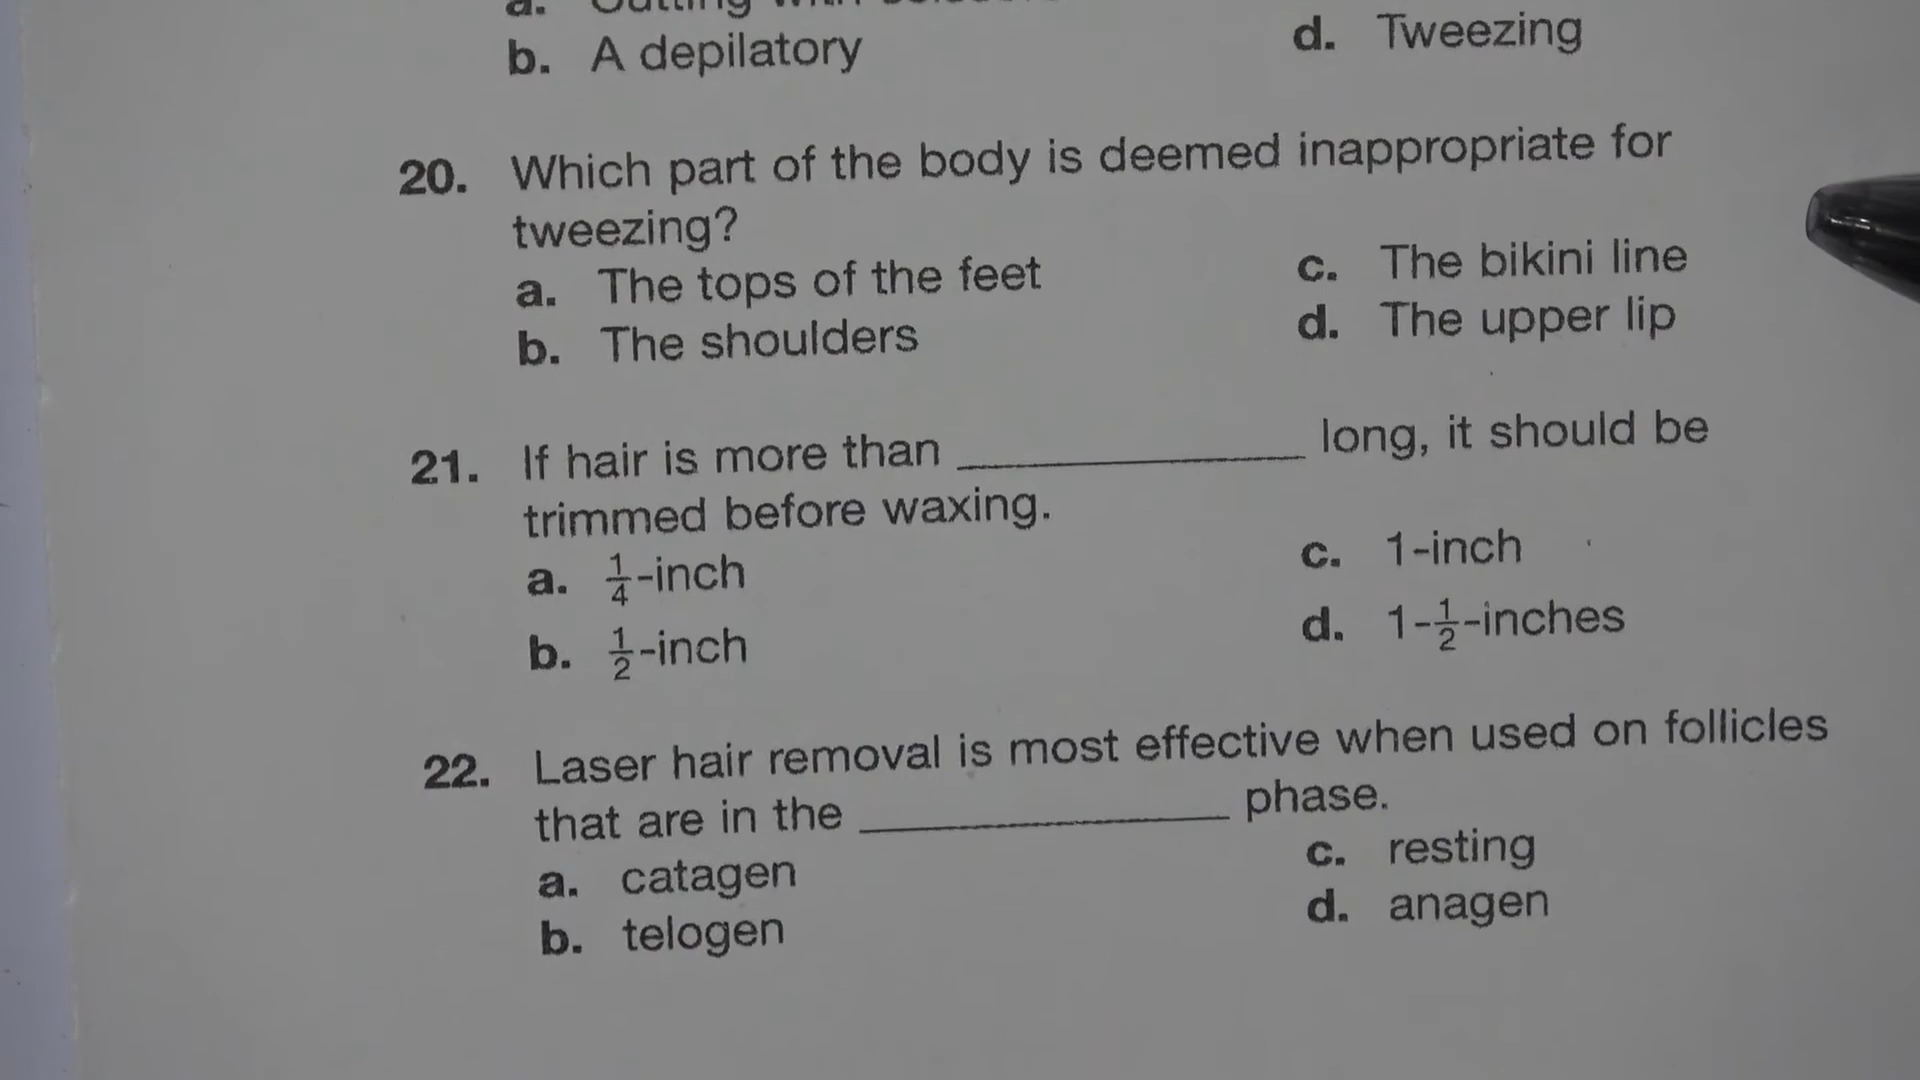 b. A depilatory
d. Tweezing
20. Which part of the body is deemed inappropriate for
tweezing?
a. The tops of the feet
c. The bikini line
b. The shoulders
d. The upper lip
21. If hair is more than ____________ long, it should be
trimmed before waxing.
a. 1/4-inch
c. 1-inch
b. 1/2-inch
d. 1-1/2-inches
22. Laser hair removal is most effective when used on follicles
that are in the ____________ phase.
a. catagen
c. resting
b. telogen
d. anagen